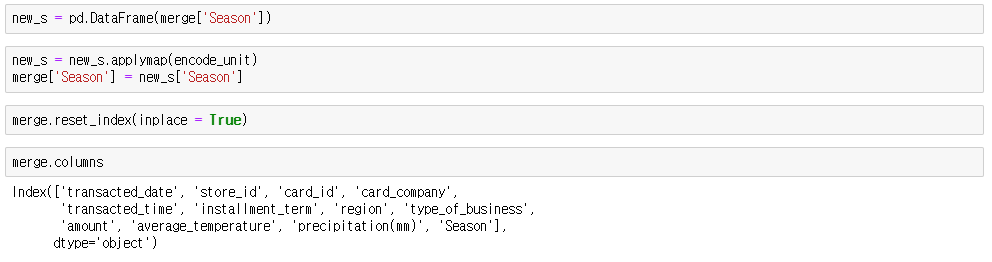 new_s = pd.DataFrame(merge['Season'])
new_s = new_s.applymap(encode_unit)
merge['Season'] = new_s['Season']
merge.reset_index(inplace = True)
merge.columns
Index(['transacted_date', 'store_id', 'card_id', 'card_company',
'transacted_time', 'installment_term', 'region', 'type_of_business',
'amount', 'average_temperature', 'precipitation(mm)', 'Season'],
dtype='object')